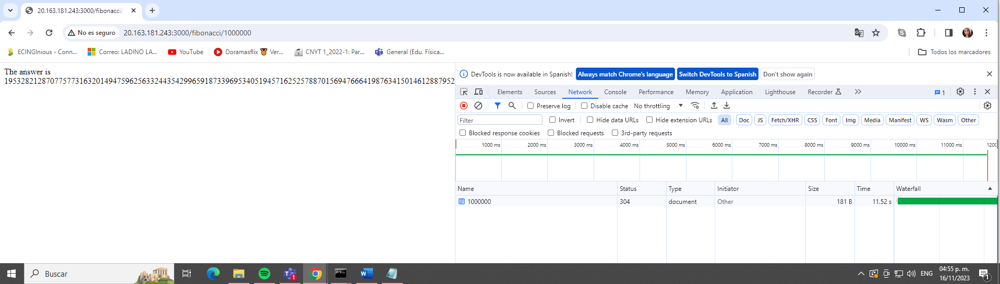 20.163.181.243:3000/fibonacci/
No es seguro 20.163.181.243:3000/fibonacci/1000000
ECINGInious - Conn... Correo: LADINO LA... YouTube Doramasflix Ver... CNYT 1_2022-1: Par... General (Edu. Física... Todos los marcadores
The answer is
DevTools is now available in Spanish! Always match Chrome's language Switch DevTools to Spanish Don't show again
Elements Sources Network Console Performance Memory Application Lighthouse Recorder 1
Preserve log Disable cache No throttling
Filter Invert Hide data URLs Hide extension URLs All Doc JS Fetch/XHR CSS Font Img Media Manifest WS Wasm Other
Blocked response cookies Blocked requests 3rd-party requests
1000 ms 2000 ms 3000 ms 4000 ms 5000 ms 6000 ms 7000 ms 8000 ms 9000 ms 10000 ms 11000 ms
Name Status Type Initiator Size Time Waterfall
1000000 304 document Other 181 B 11.52 s
Buscar 1 ENG 04:55 p. m. 1
16/11/2023